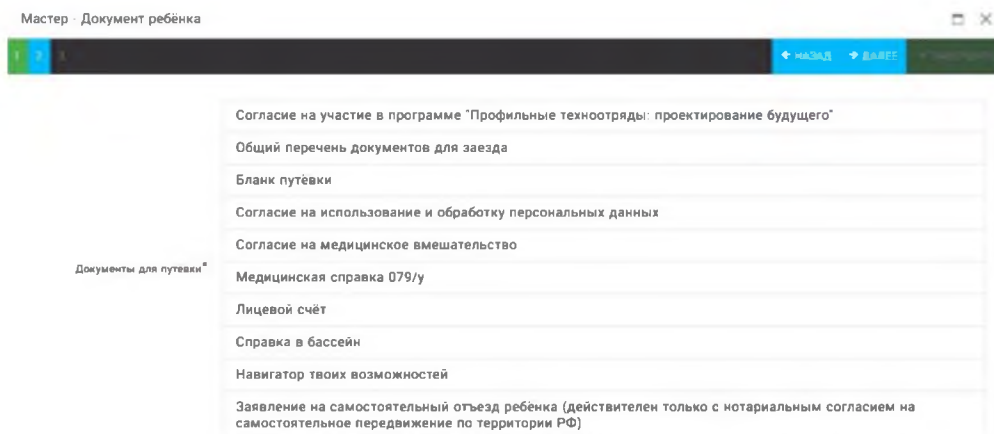 Мастер - Документ ребёнка
1 2 3
← НАЗАД → ДАЛЕЕ
Согласие на участие в программе "Профильные техноотряды: проектирование будущего"
Общий перечень документов для заезда
Бланк путёвки
Согласие на использование и обработку персональных данных
Согласие на медицинское вмешательство
Документы для путевки*
Медицинская справка 079/у
Лицевой счёт
Справка в бассейн
Навигатор твоих возможностей
Заявление на самостоятельный отъезд ребёнка (действителен только с нотариальным согласием на
самостоятельное передвижение по территории РФ)